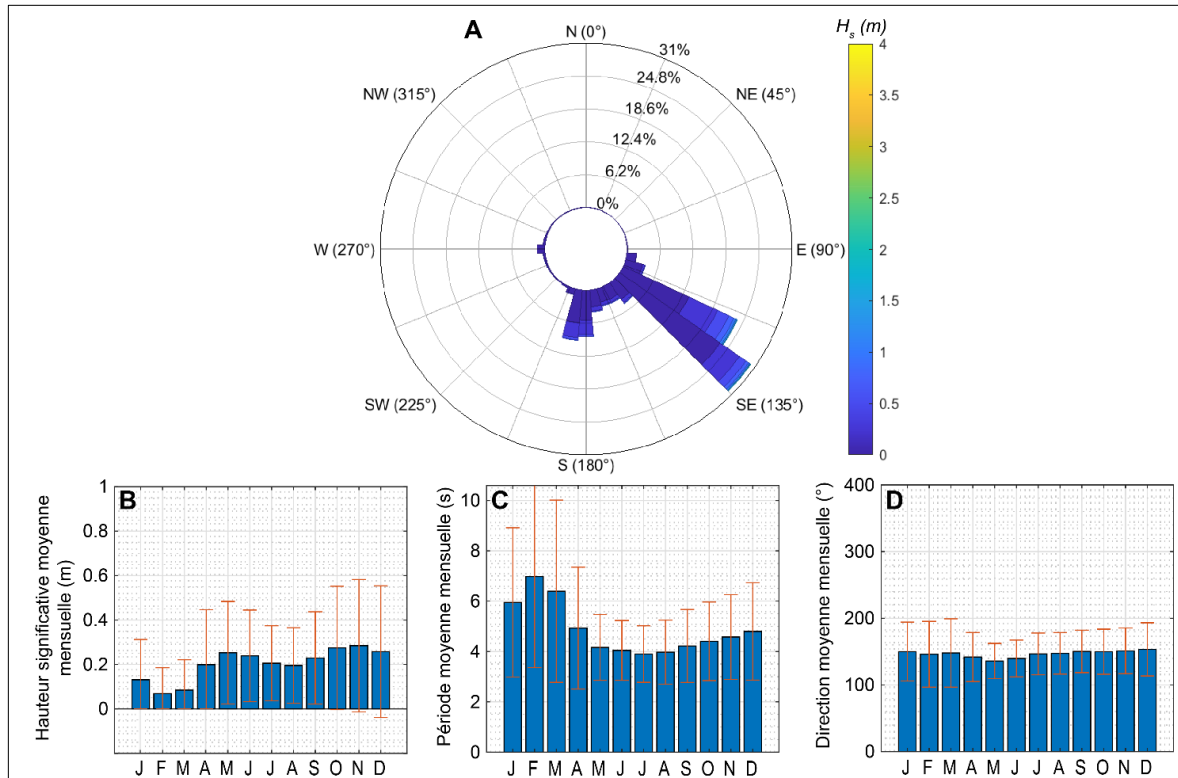 A
N (0°)
H_s (m)
31%
24.8%
18.6%
12.4%
6.2%
0%
NW (315°)
NE (45°)
W (270°)
E (90°)
SW (225°)
SE (135°)
S (180°)
4
3.5
3
2.5
2
1.5
1
0.5
0
B
Hauteur significative moyenne
mensuelle (m)
1
0.8
0.6
0.4
0.2
0
J F M A M J J A S O N D
C
Période moyenne mensuelle (s)
10
8
6
4
2
0
J F M A M J J A S O N D
D
Direction moyenne mensuelle (°)
400
300
200
100
0
J F M A M J J A S O N D